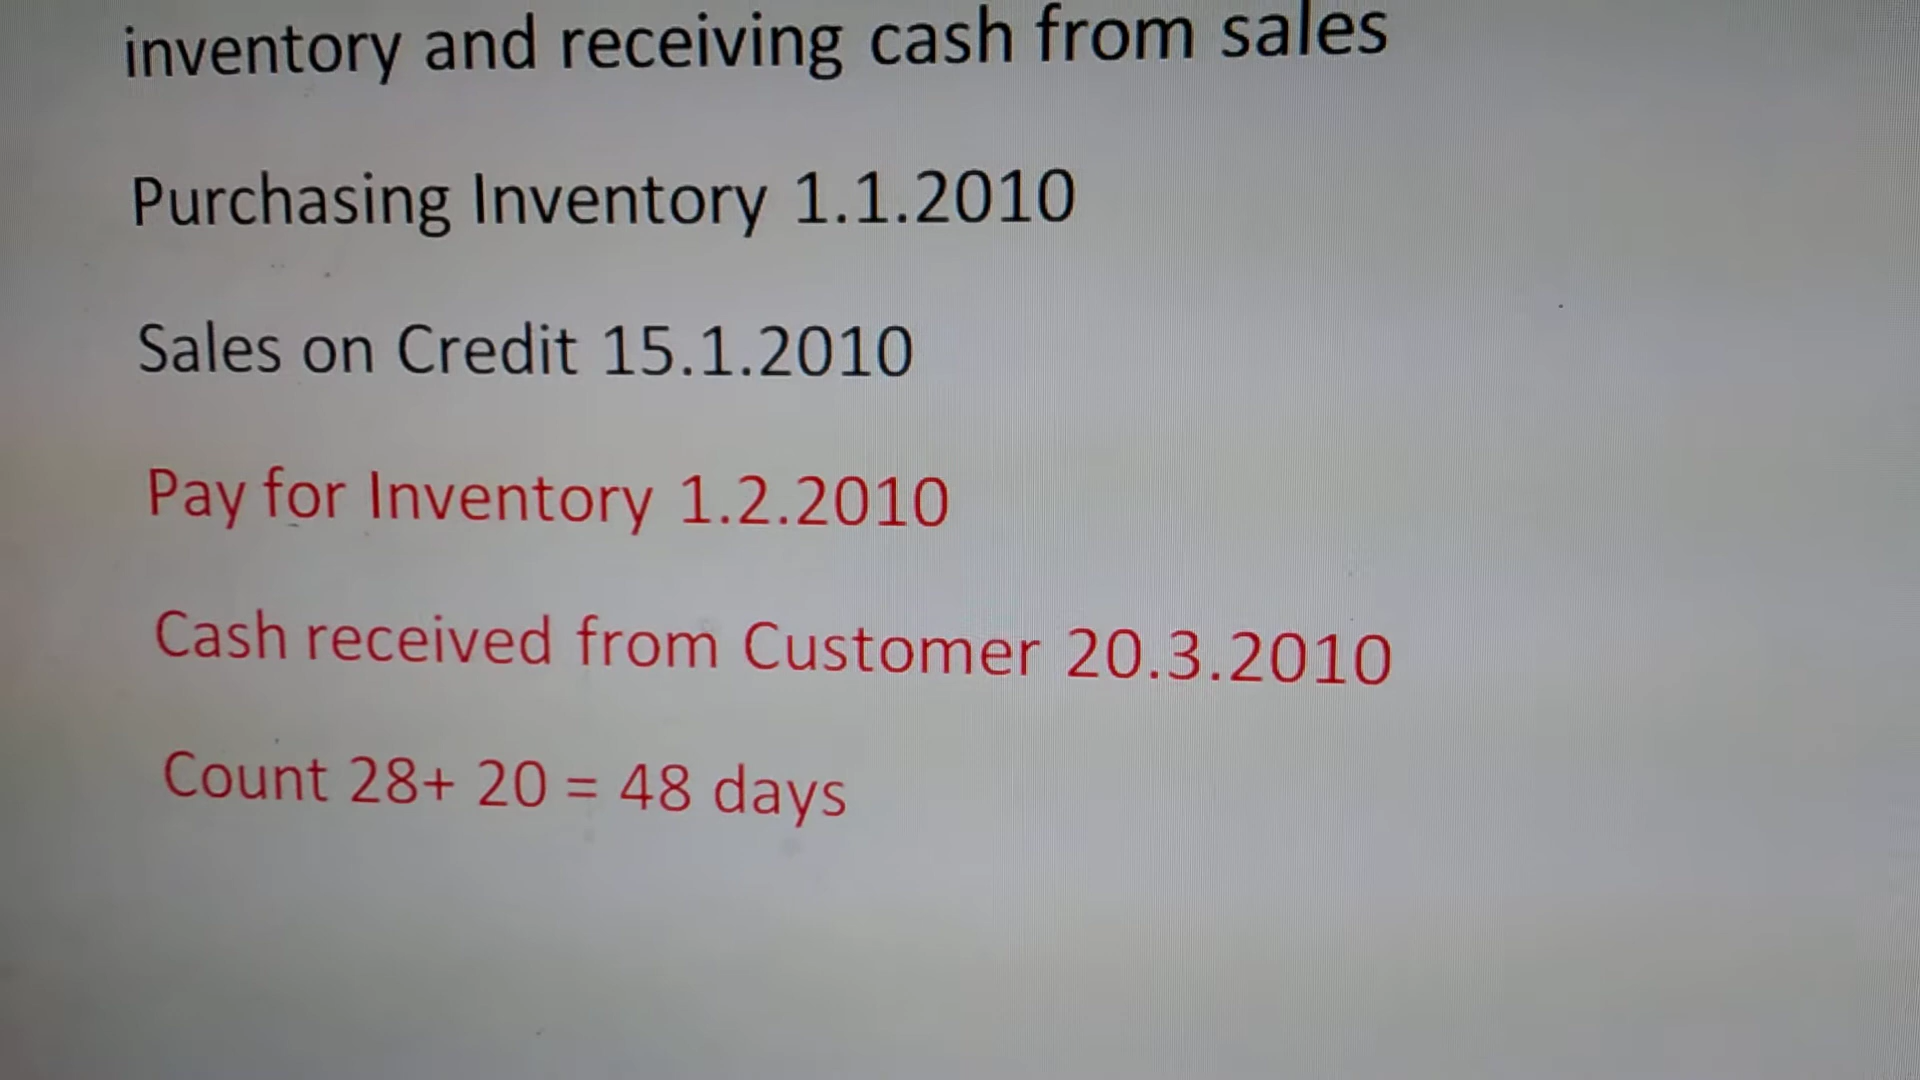 inventory and receiving cash from sales
Purchasing Inventory 1.1.2010
Sales on Credit 15.1.2010
Pay for Inventory 1.2.2010
Cash received from Customer 20.3.2010
Count 28+ 20 = 48 days